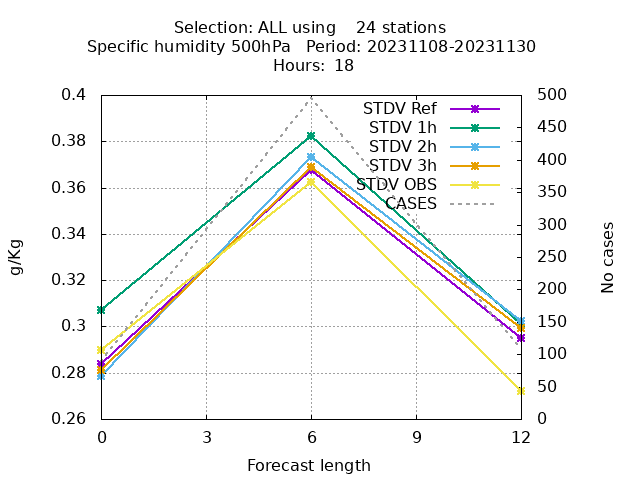 Selection: ALL using    24 stations
Specific humidity 500hPa   Period: 20231108-20231130
Hours: 18
0.4
0.38
0.36
0.34
0.32
0.3
0.28
0.26
500
450
400
350
300
250
200
150
100
50
0
STDV Ref
STDV 1h
STDV 2h
STDV 3h
STDV OBS
CASES
g/Kg
No cases
0 3 6 9 12
Forecast length